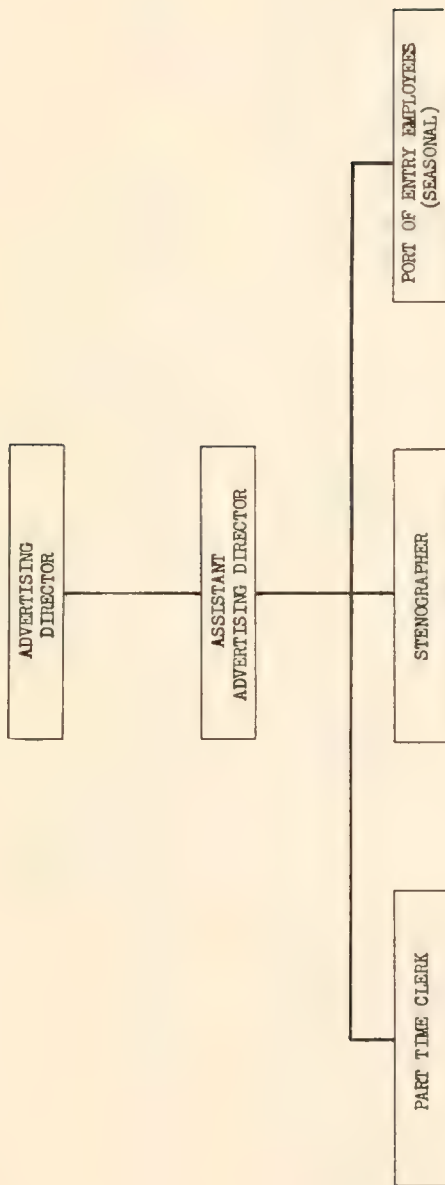 ADVERTISING
DIRECTOR
ASSISTANT
ADVERTISING DIRECTOR
PART TIME CLERK
STENOGRAPHER
PORT OF ENTRY EMPLOYEES
(SEASONAL)